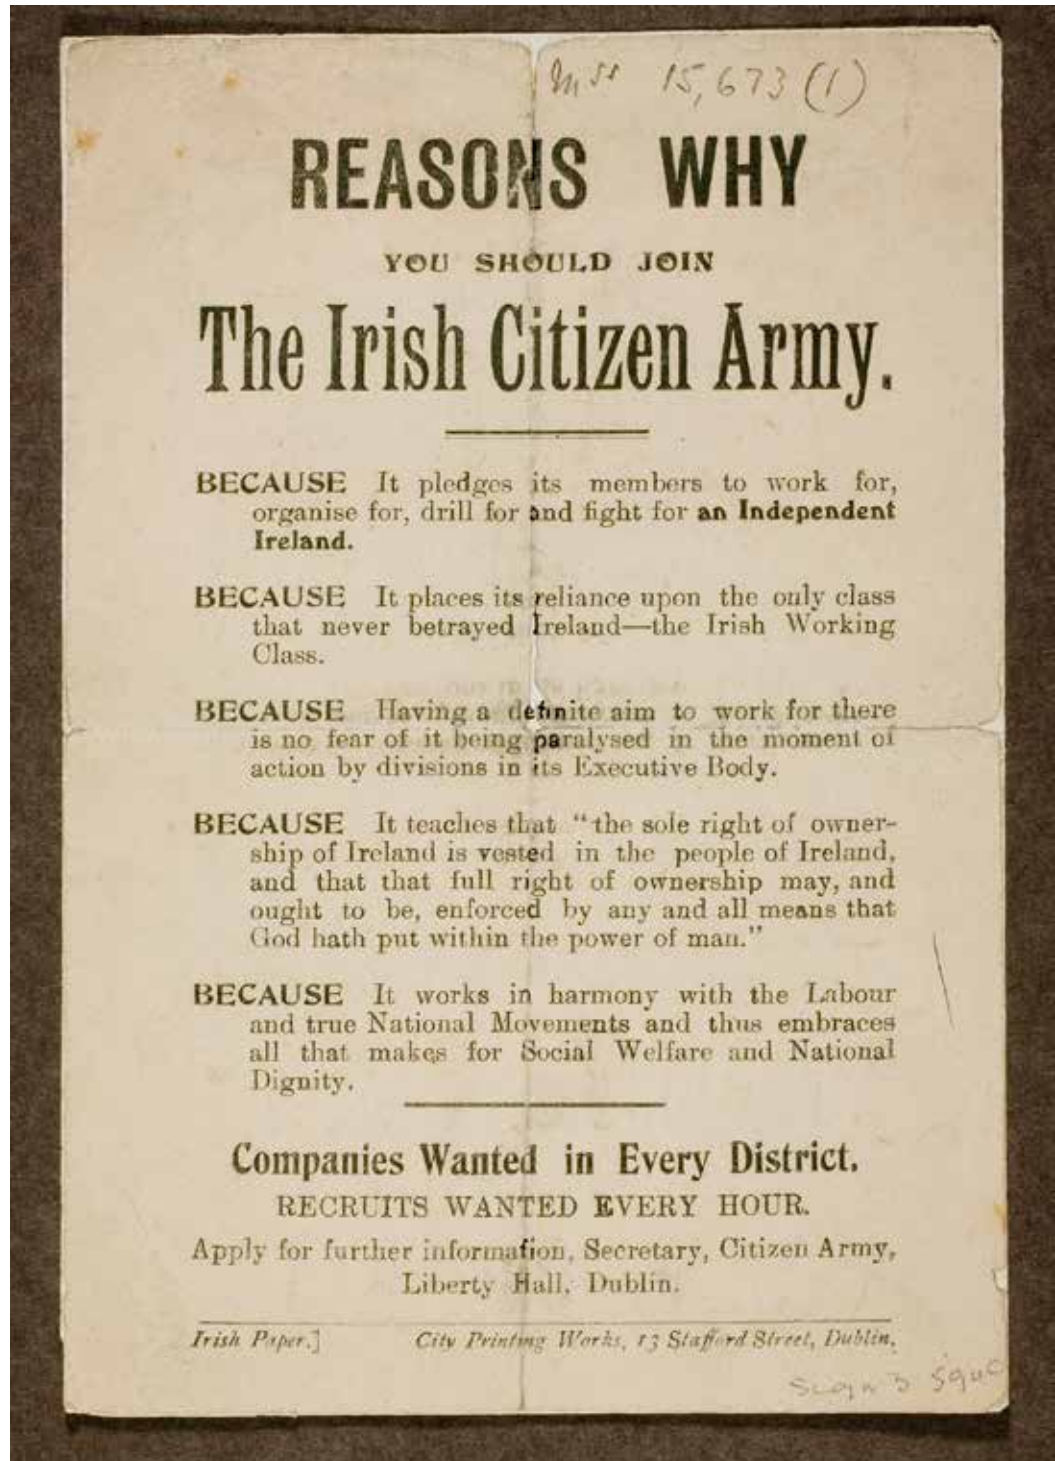 Mss 15,673 (1)
REASONS WHY
YOU SHOULD JOIN
The Irish Citizen Army.
BECAUSE It pledges its members to work for,
organise for, drill for and fight for an Independent
Ireland.
BECAUSE It places its reliance upon the only class
that never betrayed Ireland—the Irish Working
Class.
BECAUSE Having a definite aim to work for there
is no fear of it being paralysed in the moment of
action by divisions in its Executive Body.
BECAUSE It teaches that “the sole right of owner-
ship of Ireland is vested in the people of Ireland,
and that that full right of ownership may, and
ought to be, enforced by any and all means that
God hath put within the power of man.”
BECAUSE It works in harmony with the Labour
and true National Movements and thus embraces
all that makes for Social Welfare and National
Dignity.
Companies Wanted in Every District.
RECRUITS WANTED EVERY HOUR.
Apply for further information, Secretary, Citizen Army,
Liberty Hall, Dublin.
Irish Paper.] City Printing Works, 13 Stafford Street, Dublin.